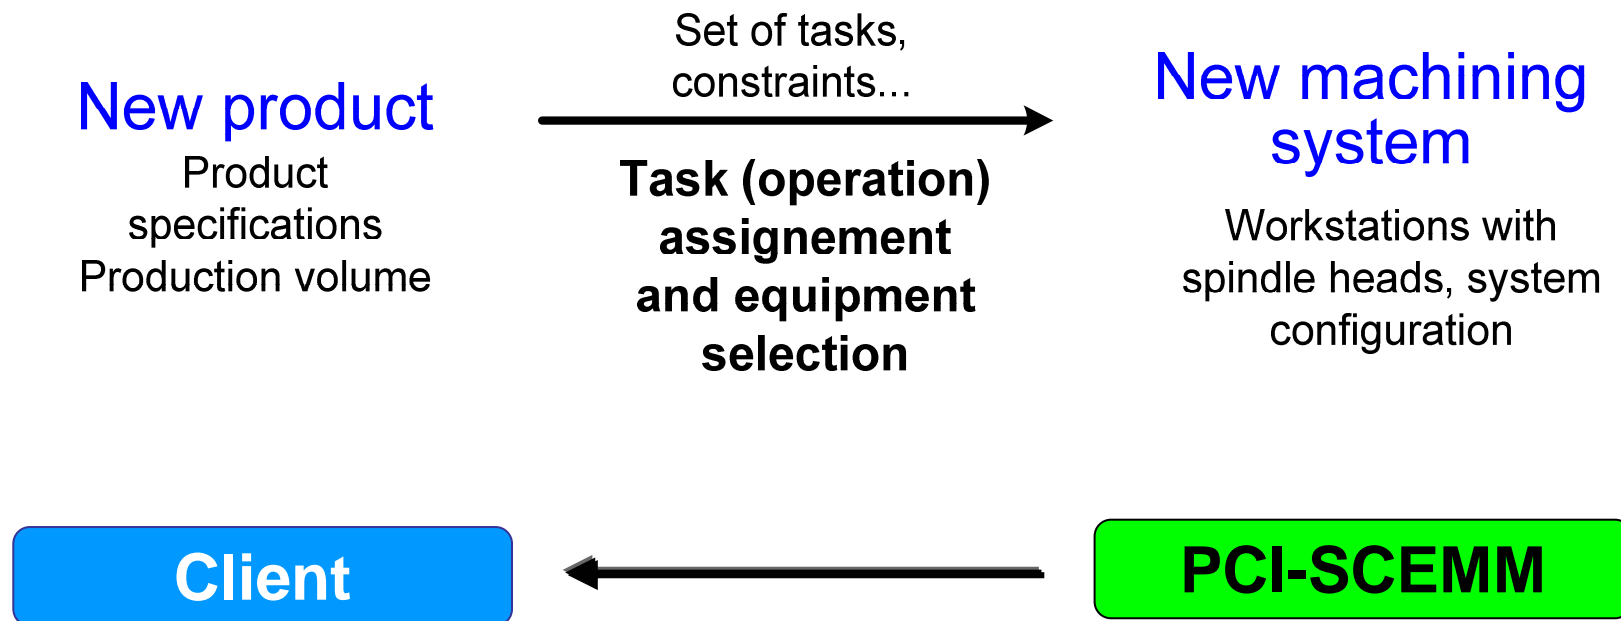 New product
Product
specifications
Production volume
Set of tasks,
constraints...
Task (operation)
assignement
and equipment
selection
New machining
system
Workstations with
spindle heads, system
configuration
Client
PCI-SCEMM